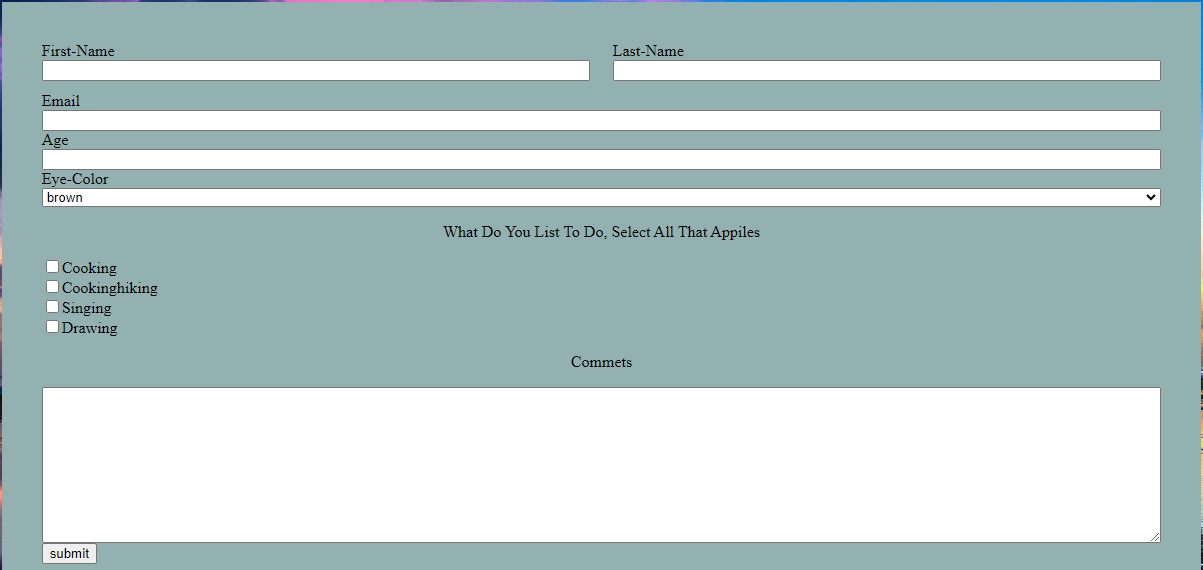 First-Name Last-Name
Email
Age
Eye-Color
brown
What Do You List To Do, Select All That Appiles
Cooking
Cookinghiking
Singing
Drawing
Commets
submit